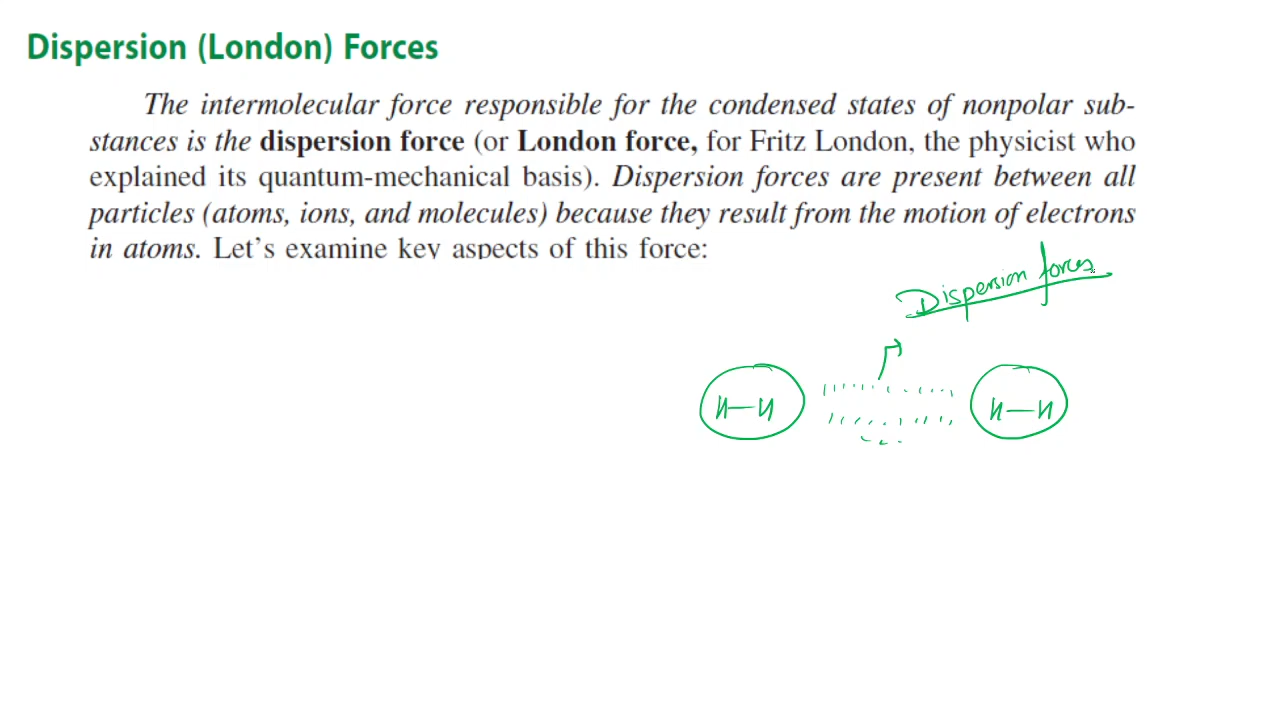 Dispersion (London) Forces
The intermolecular force responsible for the condensed states of nonpolar sub-
stances is the dispersion force (or London force, for Fritz London, the physicist who
explained its quantum-mechanical basis). Dispersion forces are present between all
particles (atoms, ions, and molecules) because they result from the motion of electrons
in atoms. Let's examine key aspects of this force:
Dispersion forces
H—H H—H